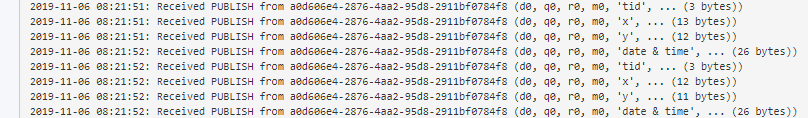 2019-11-06 08:21:51: Received PUBLISH from a0d606e4-2876-4aa2-95d8-2911bf0784f8 (d0, q0, r0, m0, 'tid', ... (3 bytes))
2019-11-06 08:21:51: Received PUBLISH from a0d606e4-2876-4aa2-95d8-2911bf0784f8 (d0, q0, r0, m0, 'x', ... (13 bytes))
2019-11-06 08:21:51: Received PUBLISH from a0d606e4-2876-4aa2-95d8-2911bf0784f8 (d0, q0, r0, m0, 'y', ... (12 bytes))
2019-11-06 08:21:52: Received PUBLISH from a0d606e4-2876-4aa2-95d8-2911bf0784f8 (d0, q0, r0, m0, 'date & time', ... (26 bytes))
2019-11-06 08:21:52: Received PUBLISH from a0d606e4-2876-4aa2-95d8-2911bf0784f8 (d0, q0, r0, m0, 'tid', ... (3 bytes))
2019-11-06 08:21:52: Received PUBLISH from a0d606e4-2876-4aa2-95d8-2911bf0784f8 (d0, q0, r0, m0, 'x', ... (12 bytes))
2019-11-06 08:21:52: Received PUBLISH from a0d606e4-2876-4aa2-95d8-2911bf0784f8 (d0, q0, r0, m0, 'y', ... (11 bytes))
2019-11-06 08:21:52: Received PUBLISH from a0d606e4-2876-4aa2-95d8-2911bf0784f8 (d0, q0, r0, m0, 'date & time', ... (26 bytes))